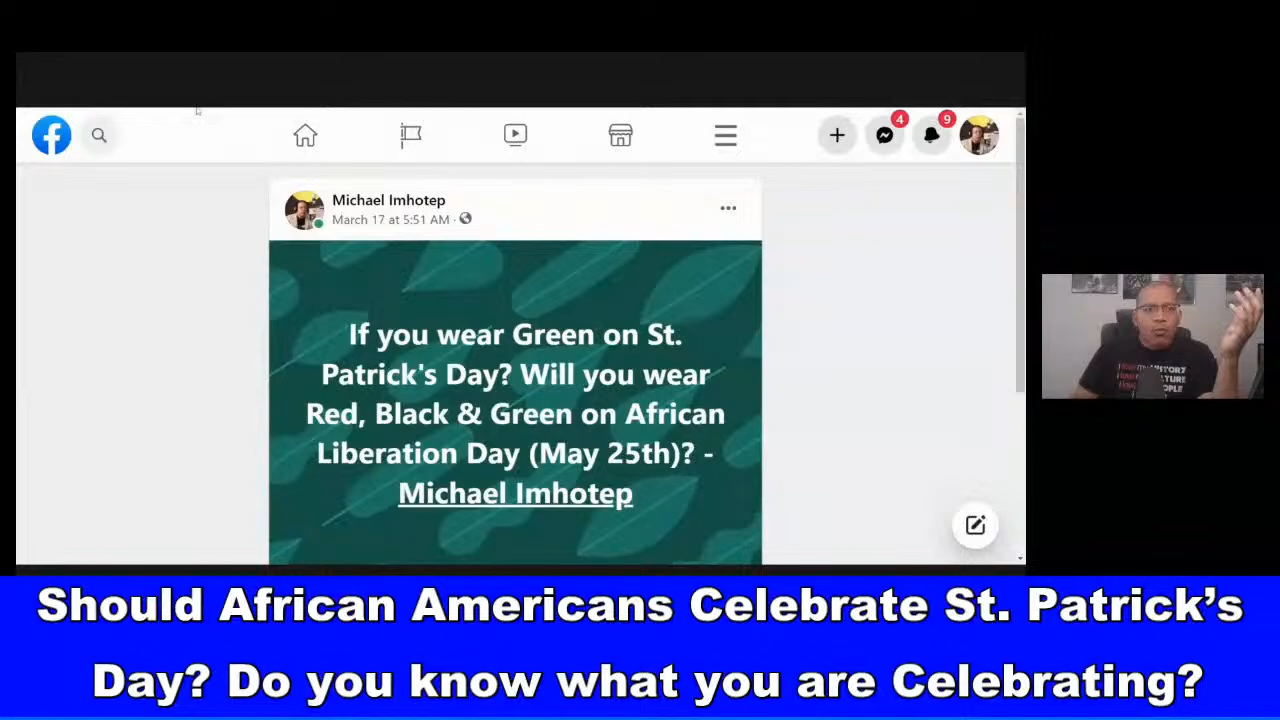 4
9
Michael Imhotep
March 17 at 5:51 AM ·
If you wear Green on St.
Patrick's Day? Will you wear
Red, Black & Green on African
Liberation Day (May 25th)? -
Michael Imhotep
Should African Americans Celebrate St. Patrick’s
Day? Do you know what you are Celebrating?